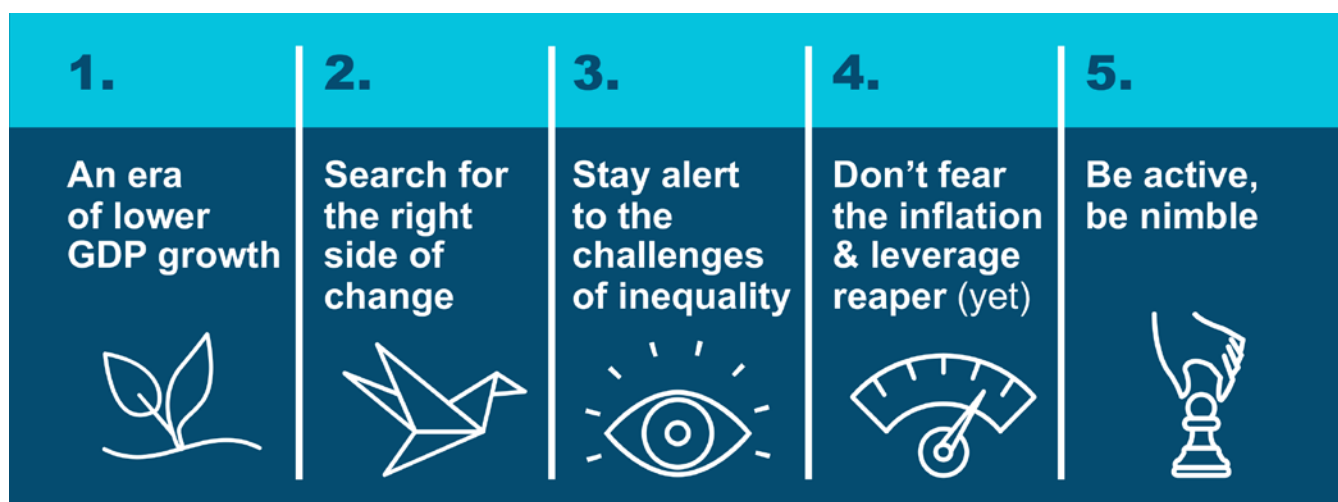 1.
An era
of lower
GDP growth
2.
Search for
the right
side of
change
3.
Stay alert
to the
challenges
of inequality
4.
Don’t fear
the inflation
& leverage
reaper (yet)
5.
Be active,
be nimble